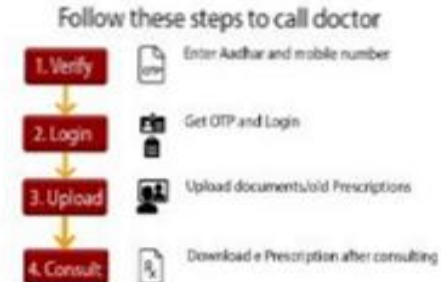 Follow these steps to call doctor
1. Verify
Enter Aadhar and mobile number
OTP
2. Login
Get OTP and Login
3. Upload
Upload documents/old Prescriptions
4. Consult
Download e Prescription after consulting